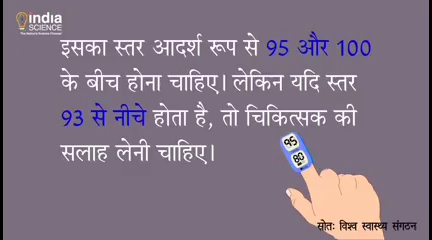 india
SCIENCE
इसका स्तर आदर्श रूप से 95 और 100
के बीच होना चाहिए। लेकिन यदि स्तर
93 से नीचे होता है, तो चिकित्सक की
सलाह लेनी चाहिए।
95
80
स्रोतः विश्व स्वास्थ्य संगठन